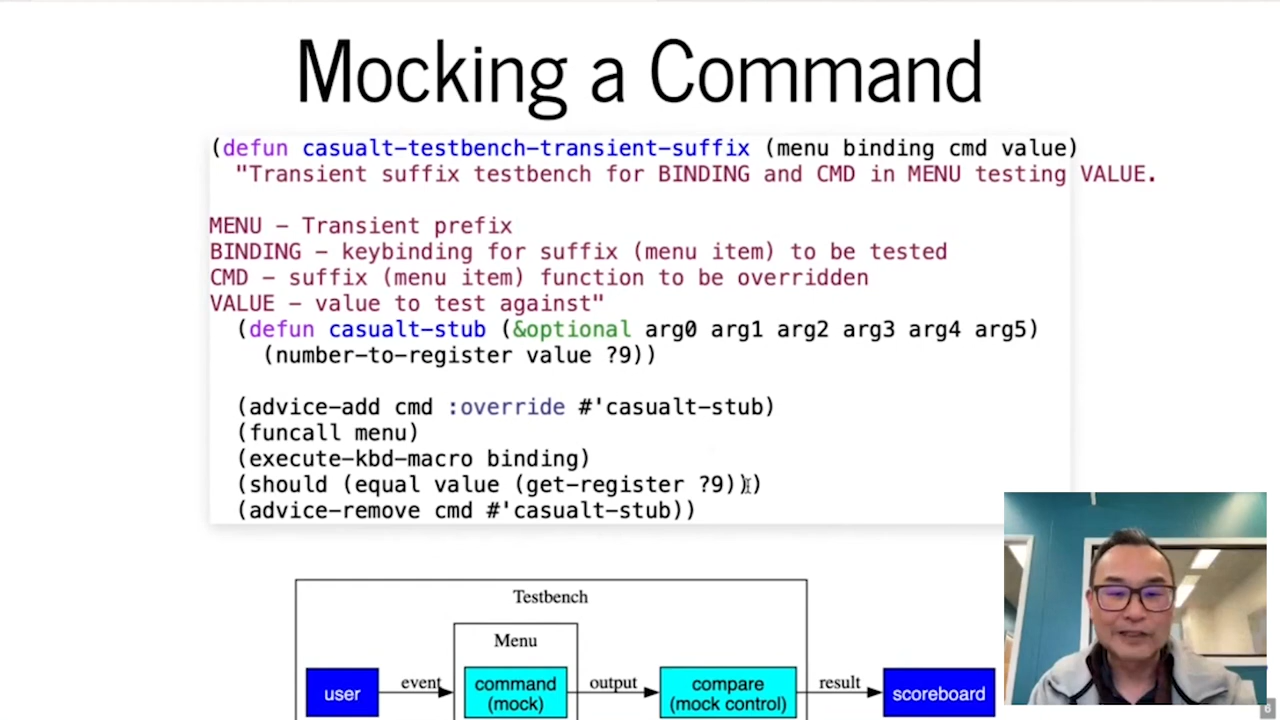 Mocking a Command
(defun casualt-testbench-transient-suffix (menu binding cmd value)
"Transient suffix testbench for BINDING and CMD in MENU testing VALUE.
MENU – Transient prefix
BINDING – keybinding for suffix (menu item) to be tested
CMD – suffix (menu item) function to be overridden
VALUE – value to test against"
(defun casualt-stub (&optional arg0 arg1 arg2 arg3 arg4 arg5)
(number-to-register value ?9))
(advice-add cmd :override #'casualt-stub)
(funcall menu)
(execute-kbd-macro binding)
(should (equal value (get-register ?9)))
(advice-remove cmd #'casualt-stub))
Testbench
Menu
user
event
command
(mock)
output
compare
(mock control)
result
scoreboard
6